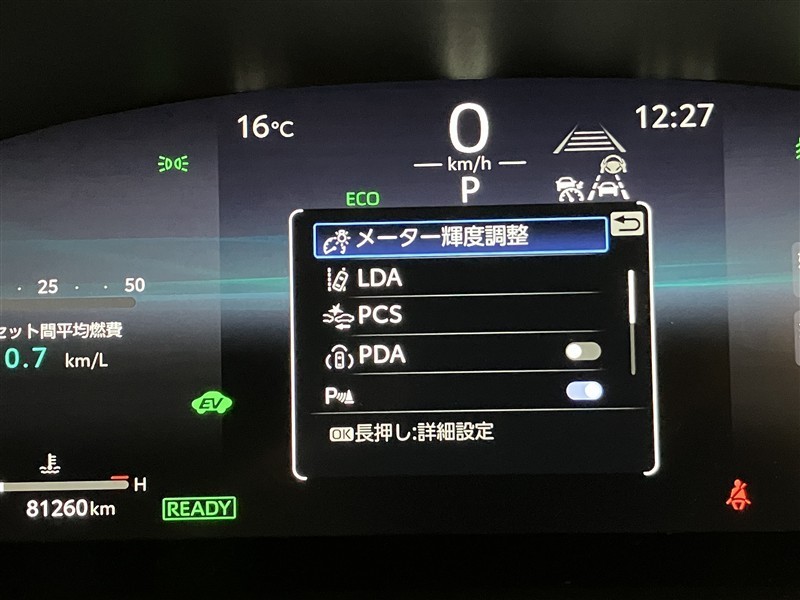 16℃
0
km/h
P
12:27
ECO
メーター輝度調整
LDA
PCS
PDA
P
OK長押し:詳細設定
25
50
セット間平均燃費
0.7 km/L
EV
H
81260km
READY